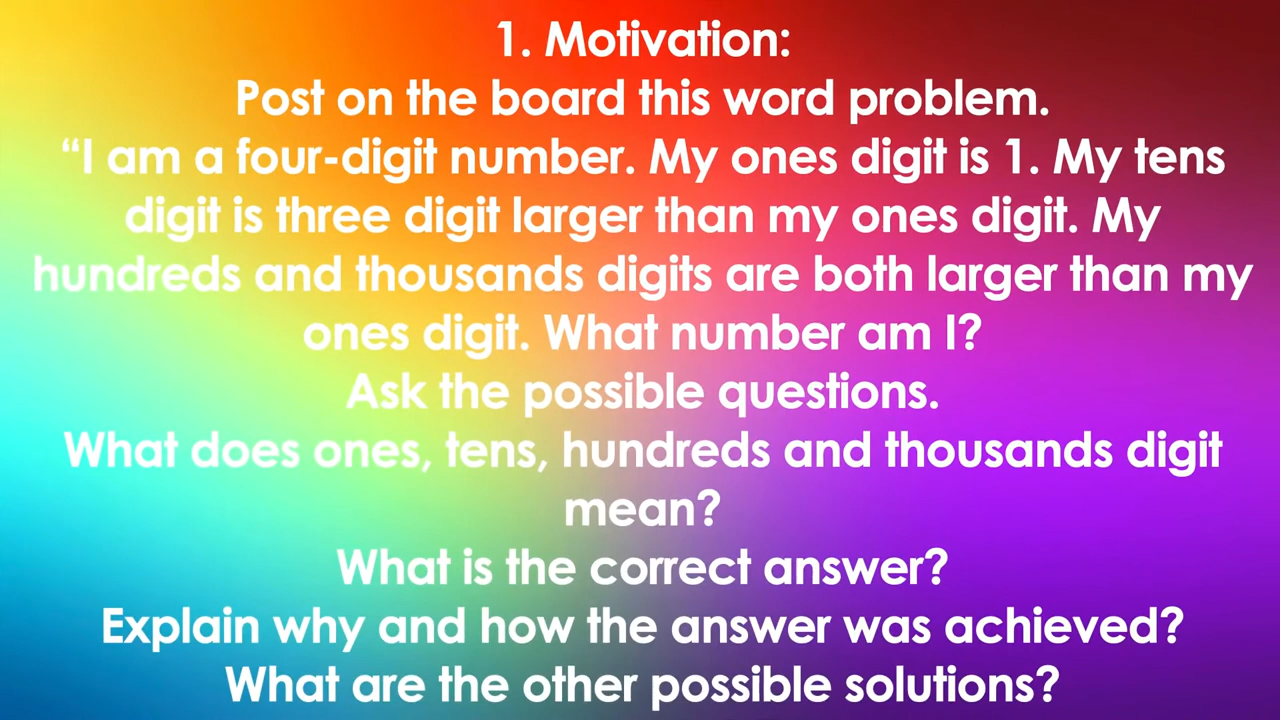 1. Motivation:
Post on the board this word problem.
“I am a four-digit number. My ones digit is 1. My tens
digit is three digit larger than my ones digit. My
hundreds and thousands digits are both larger than my
ones digit. What number am I?
Ask the possible questions.
What does ones, tens, hundreds and thousands digit
mean?
What is the correct answer?
Explain why and how the answer was achieved?
What are the other possible solutions?